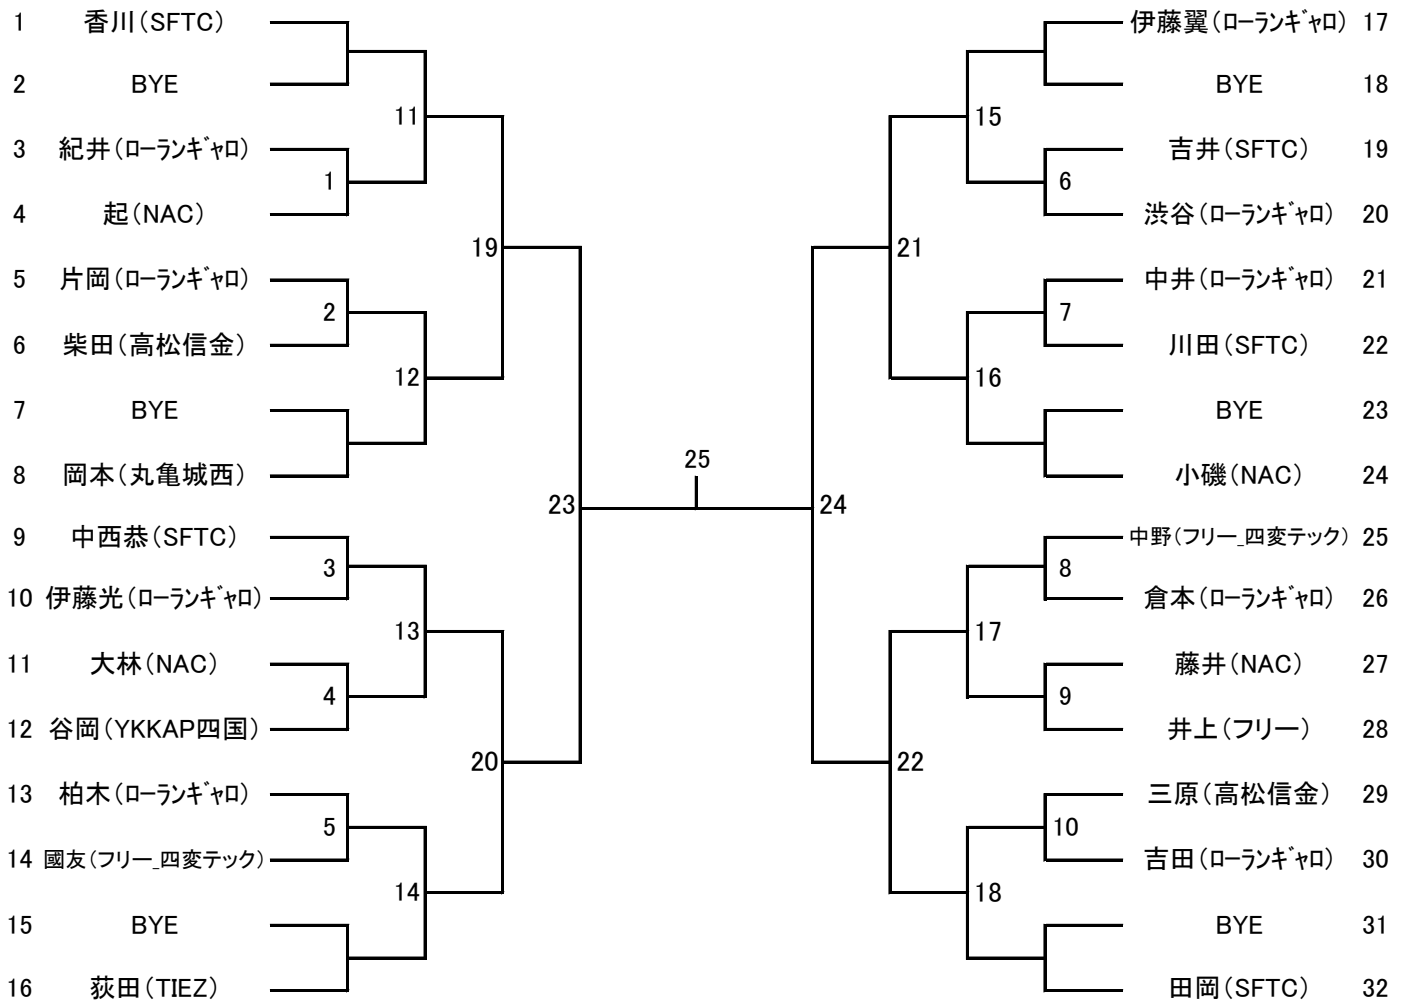 1 香川(SFTC)
2 BYE
11
3 紀井(ローランギャロ)
1
4 起(NAC)
19
5 片岡(ローランギャロ)
2
6 柴田(高松信金)
12
7 BYE
8 岡本(丸亀城西)
23
9 中西恭(SFTC)
3
10 伊藤光(ローランギャロ)
13
11 大林(NAC)
4
12 谷岡(YKKAP四国)
20
13 柏木(ローランギャロ)
5
14 國友(フリー_四変テック)
14
15 BYE
16 荻田(TIEZ)
25
伊藤翼(ローランギャロ) 17
BYE 18
15
吉井(SFTC) 19
6
渋谷(ローランギャロ) 20
21
中井(ローランギャロ) 21
7
川田(SFTC) 22
16
BYE 23
小磯(NAC) 24
24
中野(フリー_四変テック) 25
8
倉本(ローランギャロ) 26
17
藤井(NAC) 27
9
井上(フリー) 28
22
三原(高松信金) 29
10
吉田(ローランギャロ) 30
18
BYE 31
田岡(SFTC) 32